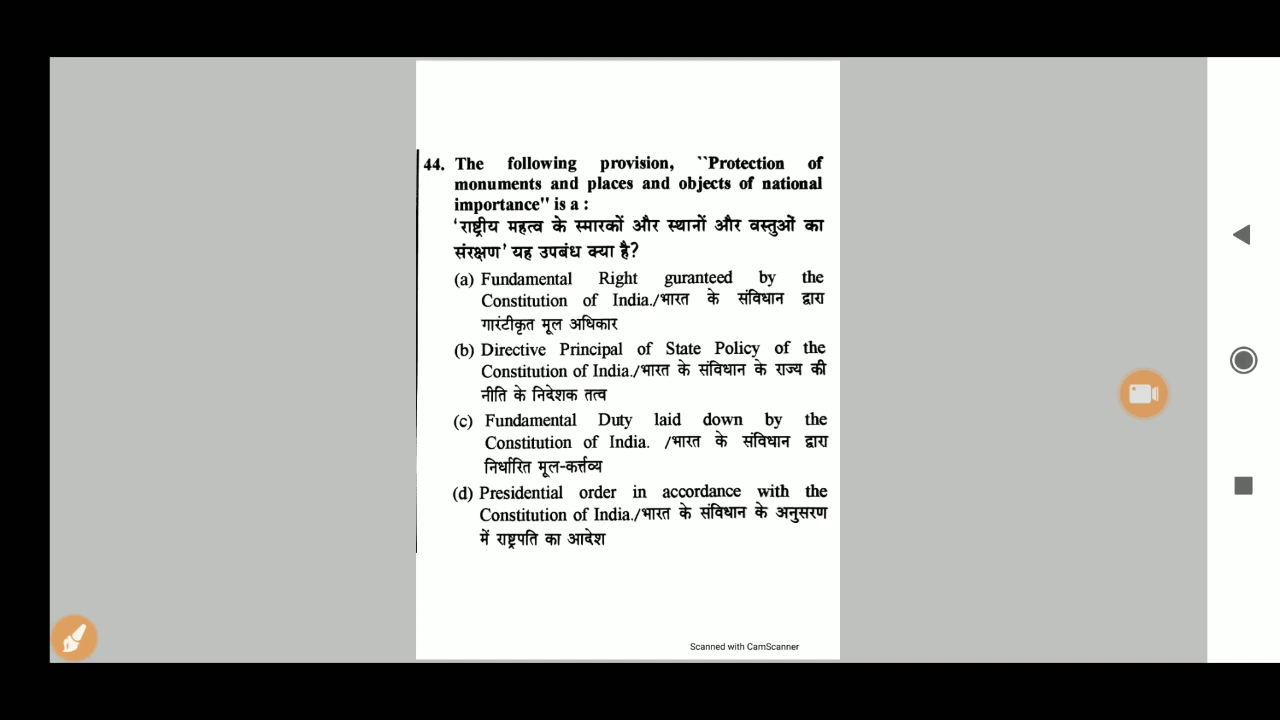 44. The following provision, ``Protection of
monuments and places and objects of national
importance" is a :
‘राष्ट्रीय महत्व के स्मारकों और स्थानों और वस्तुओं का
संरक्षण’ यह उपबंध क्या है?
(a) Fundamental Right guranteed by the
Constitution of India./भारत के संविधान द्वारा
गारंटीकृत मूल अधिकार
(b) Directive Principal of State Policy of the
Constitution of India./भारत के संविधान के राज्य की
नीति के निदेशक तत्व
(c) Fundamental Duty laid down by the
Constitution of India. /भारत के संविधान द्वारा
निर्धारित मूल-कर्त्तव्य
(d) Presidential order in accordance with the
Constitution of India./भारत के संविधान के अनुसरण
में राष्ट्रपति का आदेश
Scanned with CamScanner